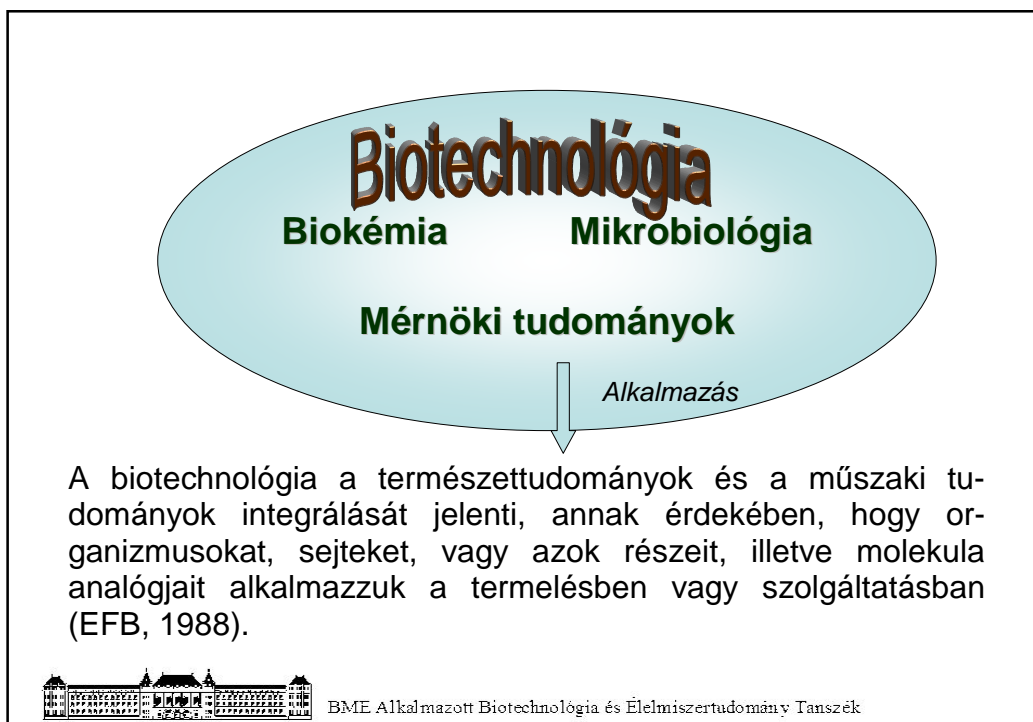 Biotechnológia
Biokémia Mikrobiológia
Mérnöki tudományok
Alkalmazás
A biotechnológia a természettudományok és a műszaki tu-
dományok integrálását jelenti, annak érdekében, hogy or-
ganizmusokat, sejteket, vagy azok részeit, illetve molekula
analógjait alkalmazzuk a termelésben vagy szolgáltatásban
(EFB, 1988).
BME Alkalmazott Biotechnológia és Élelmiszertudomány Tanszék